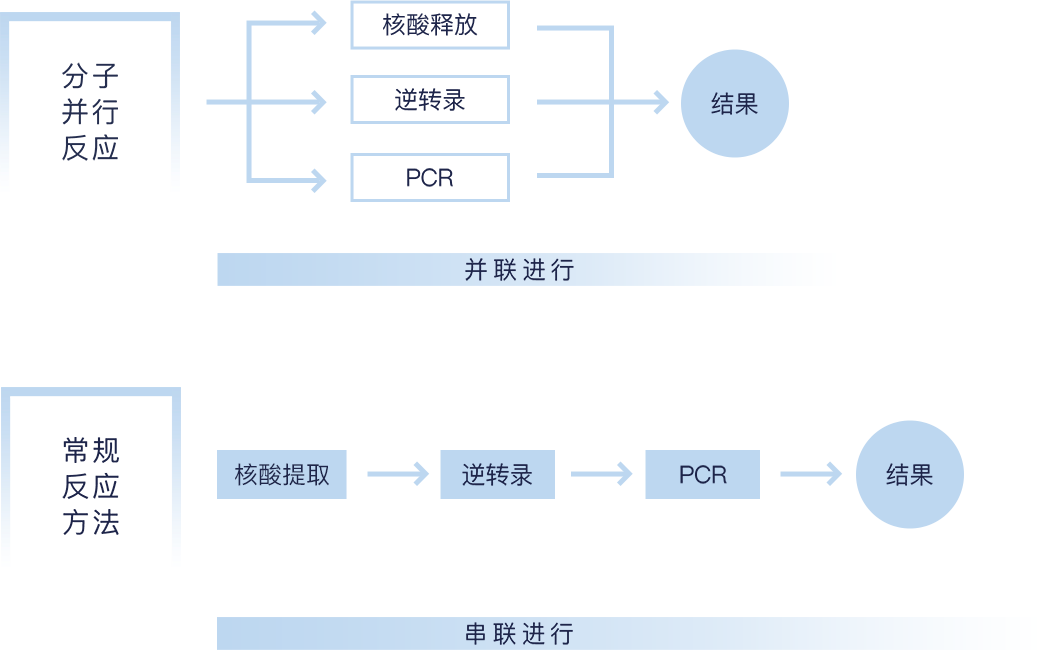 分子
并行
反应
核酸释放
逆转录
PCR
结果
并联进行
常规
反应
方法
核酸提取
逆转录
PCR
结果
串联进行